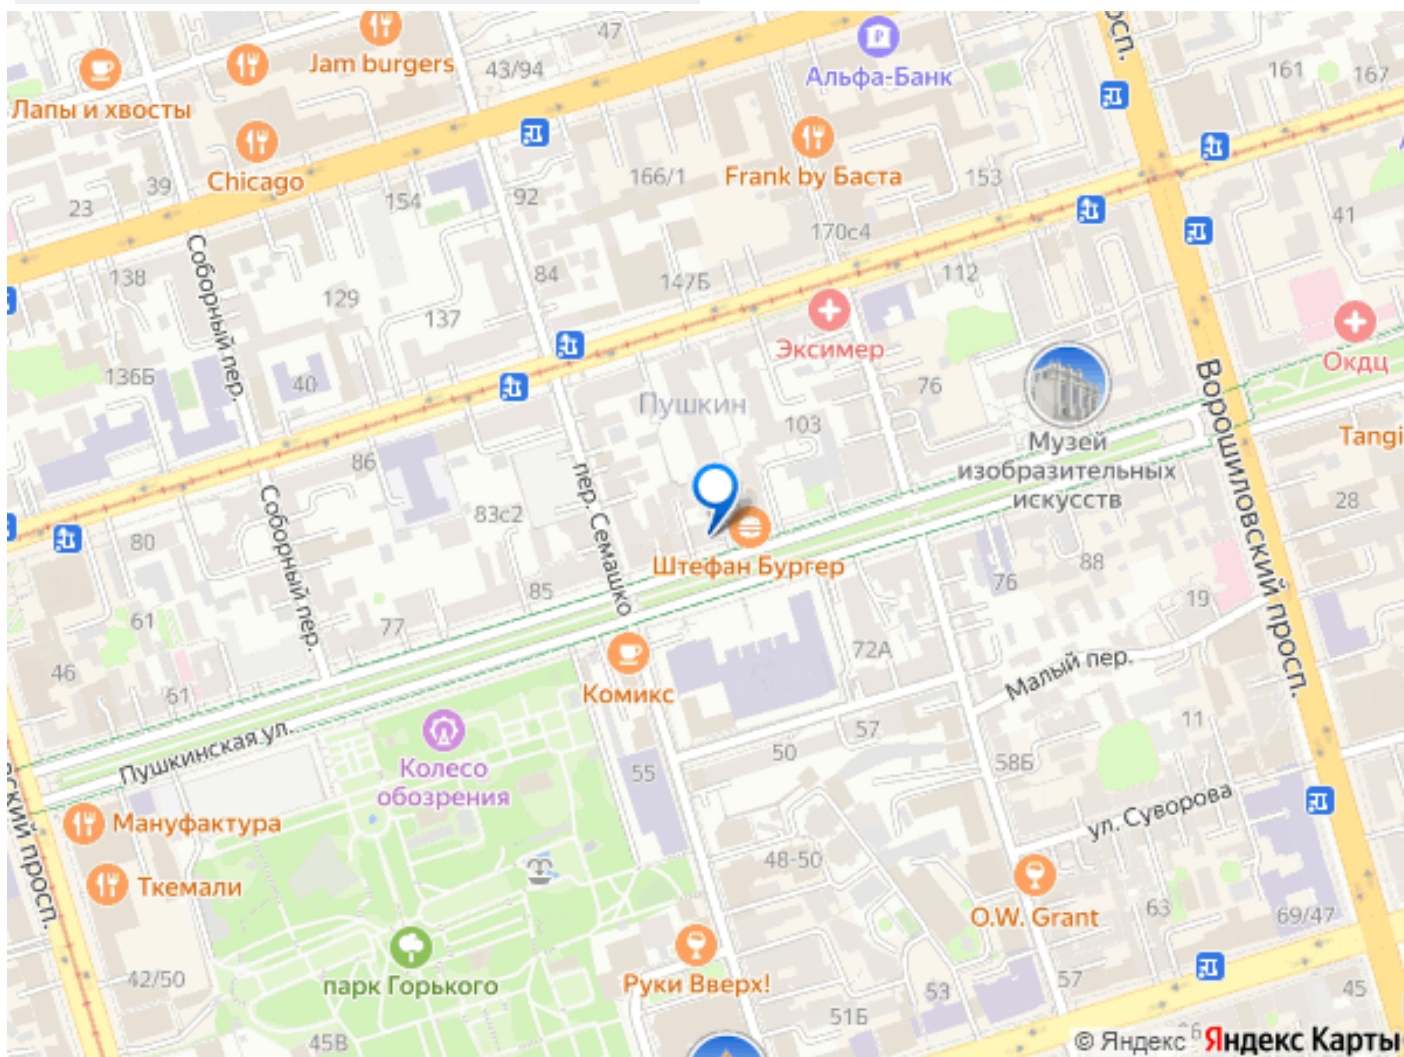 47
Jam burgers
43/94
Альфа-Банк
161
167
Лапы и хвосты
Chicago
39
23
154
92
166/1
Frank by Баста
153
41
170с4
138
Соборный пер.
84
147Б
112
129
137
Эксимер
Окдц
136Б
40
Пушкин
76
103
Ворошиловский просп.
Музей
изобразительных
искусств
Tangi
86
пер. Семашко
28
83с2
Соборный пер.
80
Штефан Бургер
88
76
85
19
61
77
72А
46
61
Малый пер.
Комикс
11
57
Пушкинская ул.
50
58Б
55
Колесо
обозрения
ул. Суворова
Мануфактура
48-50
Ткемали
O.W. Grant
63
69/47
парк Горького
Руки Вверх!
42/50
57
53
45
51Б
45В
© Яндекс
Яндекс Карты